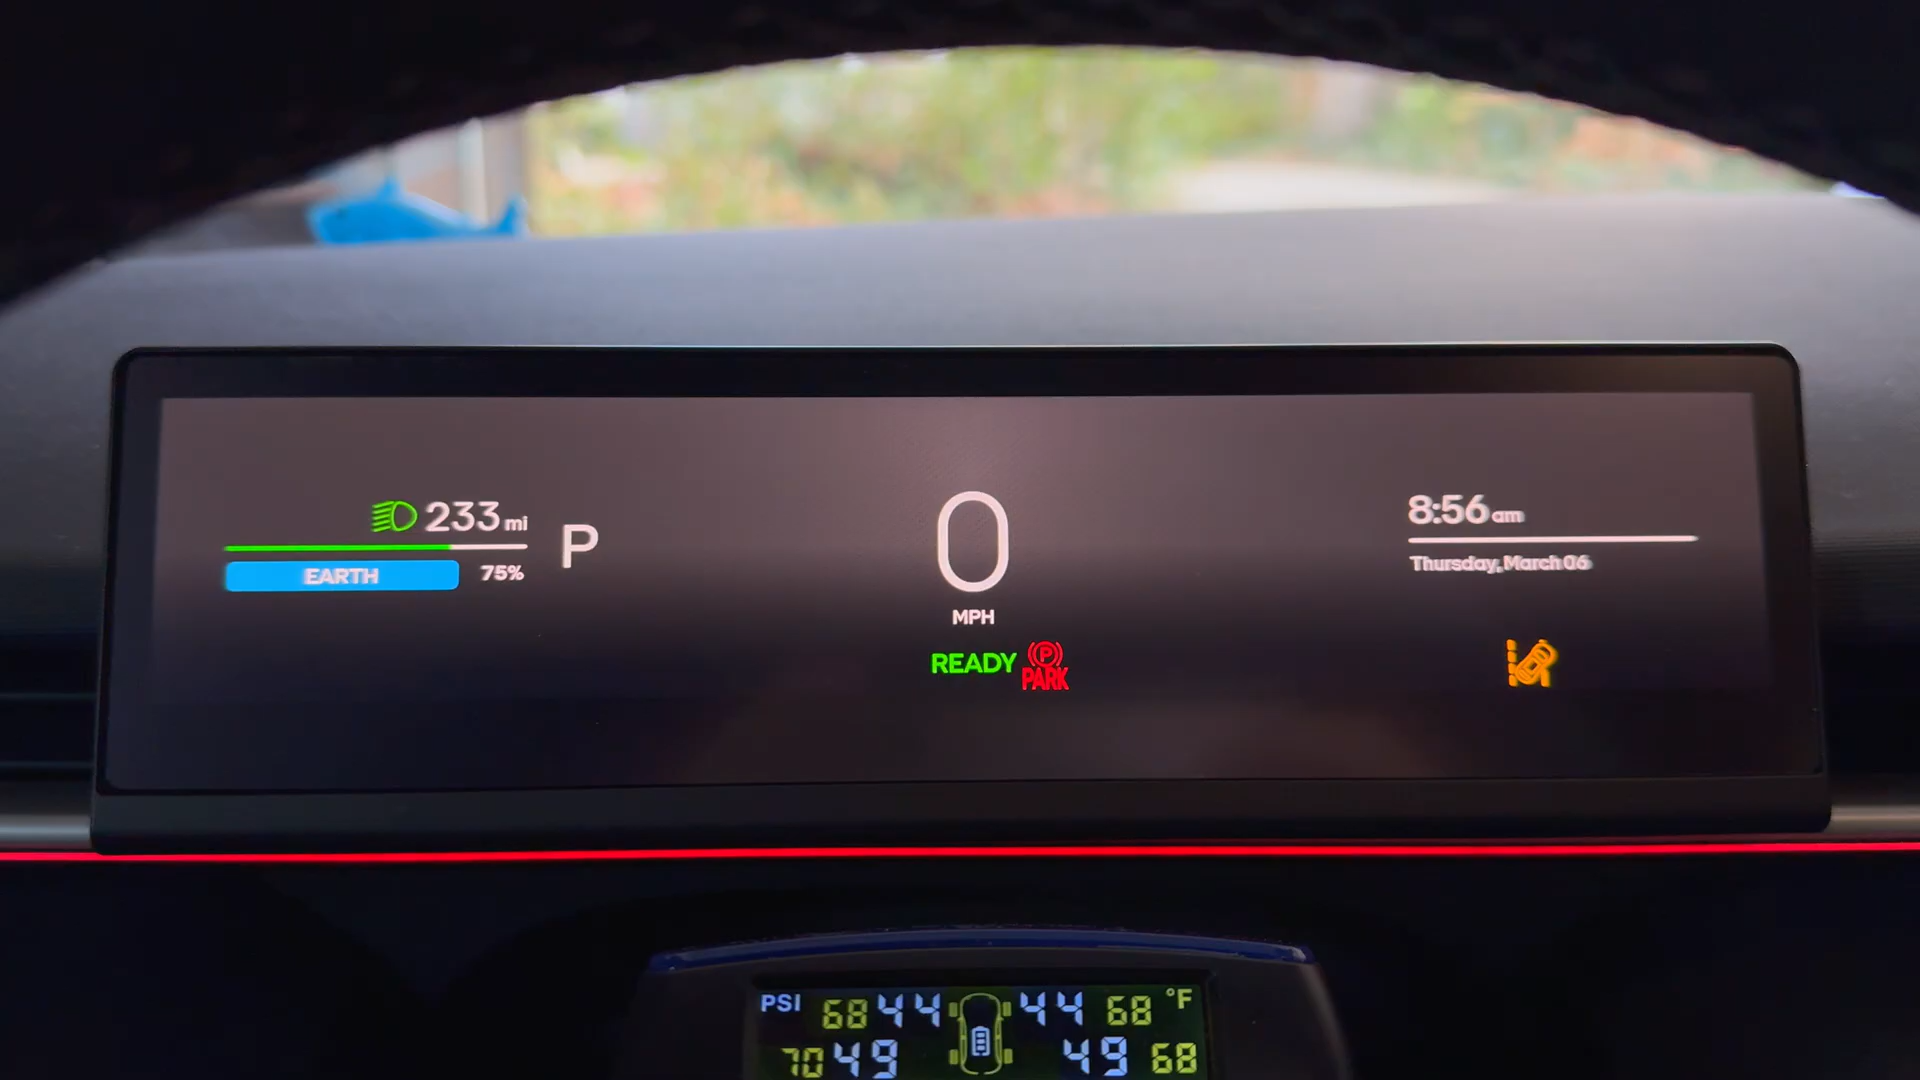 233 mi
P
EARTH 75%
0
MPH
READY
P
PARK
8:56 am
Thursday, March 06
PSI 68 44 44 68 °F
70 49 49 68